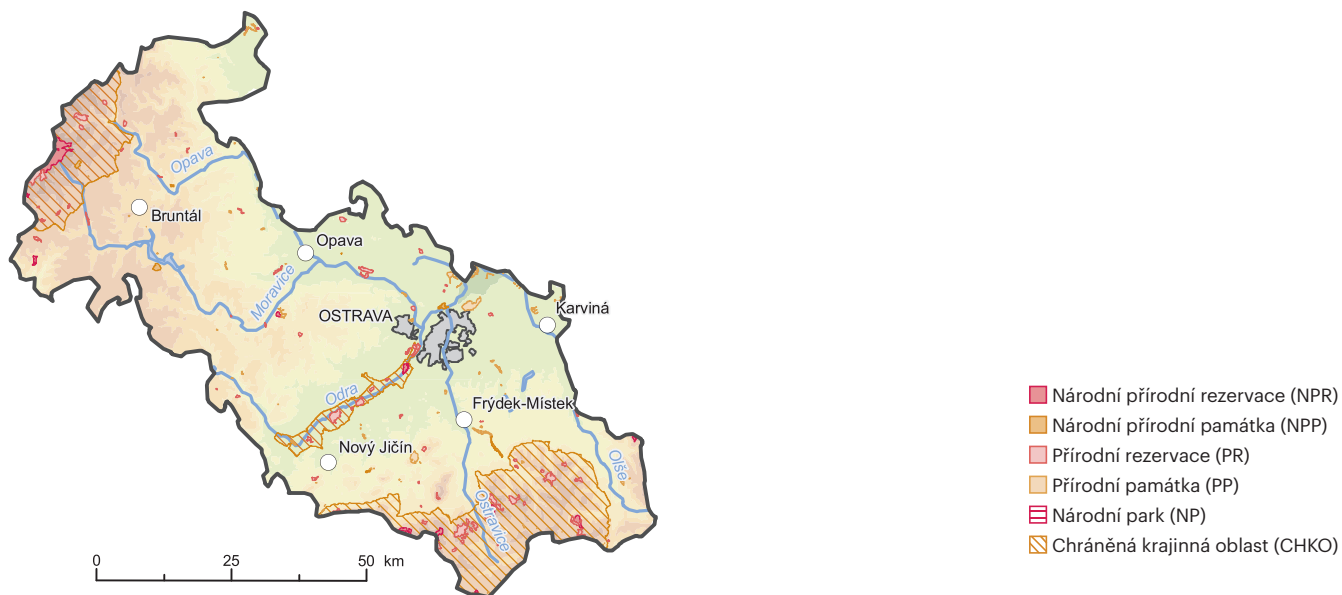 Opava
Bruntál
Opava
Moravice
OSTRAVA
Karviná
Odra
Frýdek-Místek
Nový Jičín
Olše
Ostravice
0 25 50 km
Národní přírodní rezervace (NPR)
Národní přírodní památka (NPP)
Přírodní rezervace (PR)
Přírodní památka (PP)
Národní park (NP)
Chráněná krajinná oblast (CHKO)